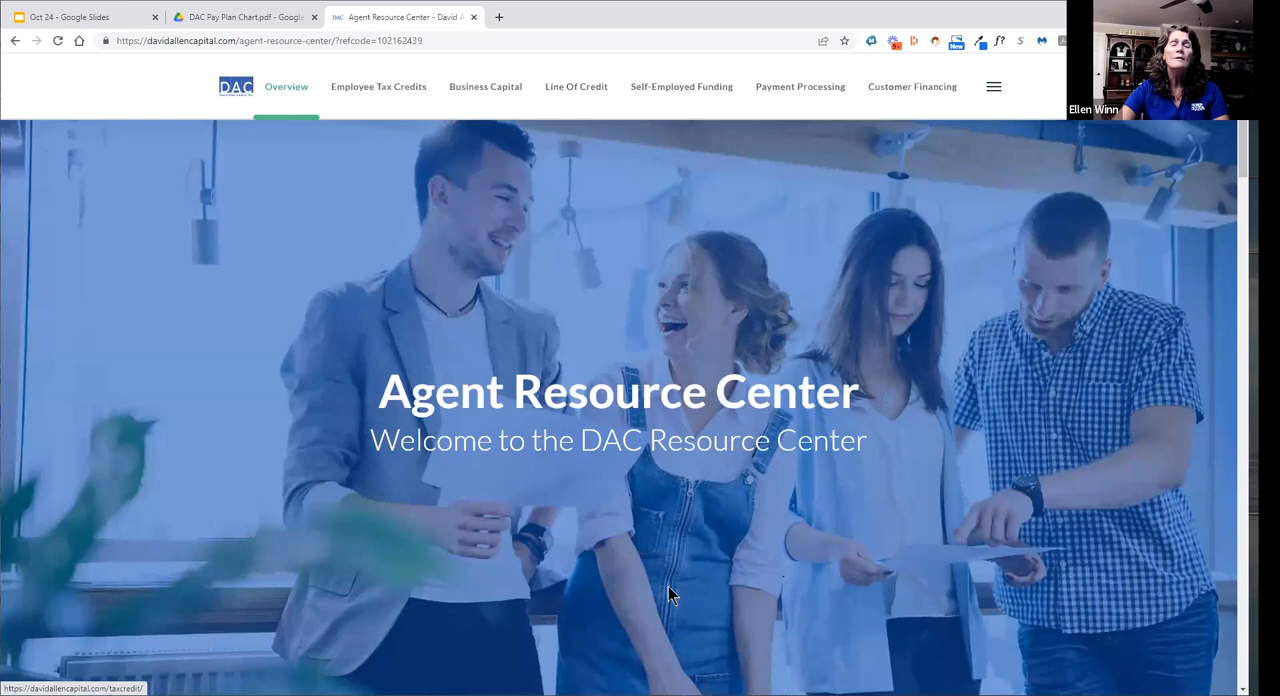 Oct 24 - Google Slides
DAC Pay Plan Chart.pdf - Google
Agent Resource Center - David A
https://davidallencapital.com/agent-resource-center/?refcode=102162439
9+
New
f?
S
DAC
Overview
Employee Tax Credits
Business Capital
Line Of Credit
Self-Employed Funding
Payment Processing
Customer Financing
Ellen Winn
Agent Resource Center
Welcome to the DAC Resource Center
https://davidallencapital.com/taxcredit/